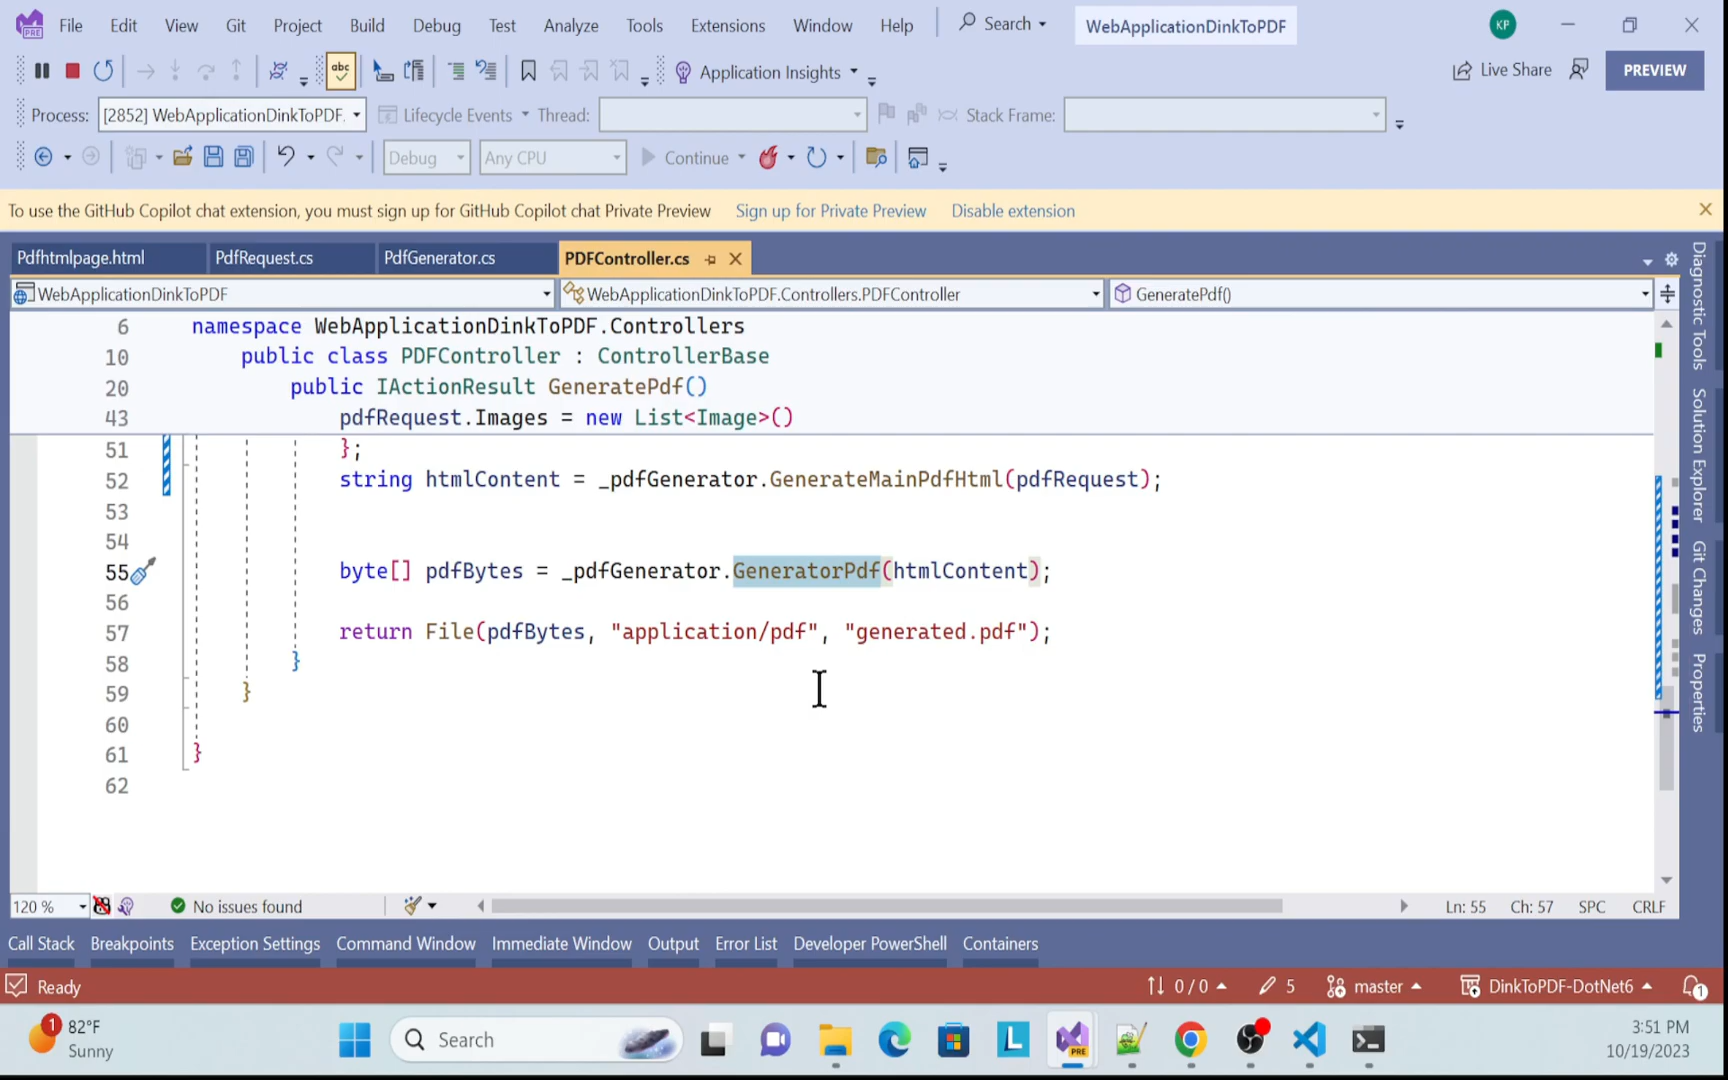 File Edit View Git Project Build Debug Test Analyze Tools Extensions Window Help Search WebApplicationDinkToPDF KP
abc Application Insights Live Share PREVIEW
Process: [2852] WebApplicationDinkToPDF. Lifecycle Events Thread: Stack Frame:
Debug Any CPU Continue
To use the GitHub Copilot chat extension, you must sign up for GitHub Copilot chat Private Preview Sign up for Private Preview Disable extension
Pdfhtmlpage.html PdfRequest.cs PdfGenerator.cs PDFController.cs
WebApplicationDinkToPDF WebApplicationDinkToPDF.Controllers.PDFController GeneratePdf()
6 namespace WebApplicationDinkToPDF.Controllers
10 public class PDFController : ControllerBase
20 public IActionResult GeneratePdf()
43 pdfRequest.Images = new List<Image>()
51 };
52 string htmlContent = _pdfGenerator.GenerateMainPdfHtml(pdfRequest);
53
54
55 byte[] pdfBytes = _pdfGenerator.GeneratorPdf(htmlContent);
56
57 return File(pdfBytes, "application/pdf", "generated.pdf");
58 }
59 }
60
61 }
62
Diagnostic Tools
Solution Explorer
Git Changes
Properties
120 % No issues found Ln: 55 Ch: 57 SPC CRLF
Call Stack Breakpoints Exception Settings Command Window Immediate Window Output Error List Developer PowerShell Containers
Ready 0 / 0 5 master DinkToPDF-DotNet6 1
1 82°F
Sunny
Search
L
PRE
3:51 PM
10/19/2023